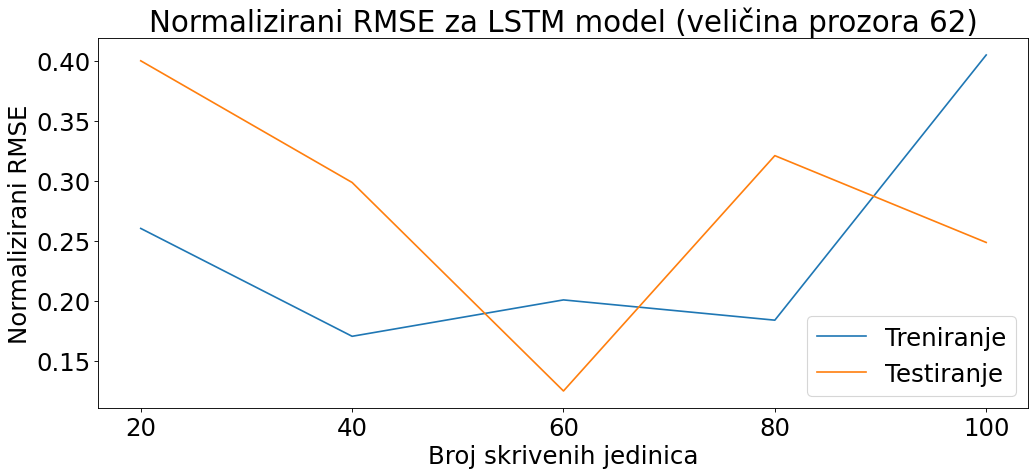 Normalizirani RMSE za LSTM model (veličina prozora 62)
Normalizirani RMSE
0.40
0.35
0.30
0.25
0.20
0.15
Treniranje
Testiranje
20 40 60 80 100
Broj skrivenih jedinica